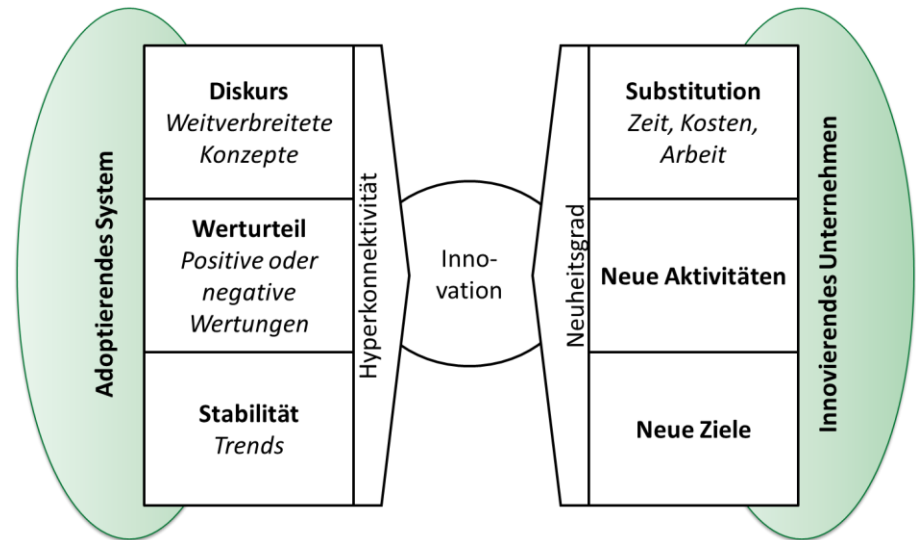 Adoptierendes System
Diskurs
Weitverbreitete
Konzepte
Werturteil
Positive oder
negative
Wertungen
Stabilität
Trends
Hyperkonnektivität
Inno-
vation
Neuheitsgrad
Substitution
Zeit, Kosten,
Arbeit
Neue Aktivitäten
Neue Ziele
Innovierendes Unternehmen